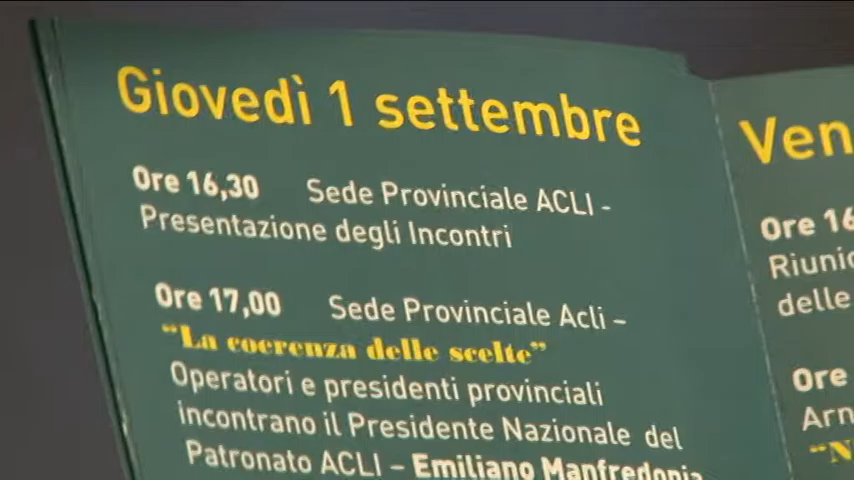 Giovedì 1 settembre
Ore 16,30 Sede Provinciale ACLI -
Presentazione degli Incontri
Ore 17,00 Sede Provinciale Acli –
“La coerenza delle scelte”
Operatori e presidenti provinciali
incontrano il Presidente Nazionale del
Patronato ACLI – Emiliano Manfredonia
Ven
Ore 16
Riunio
delle
Ore
Arn
“N